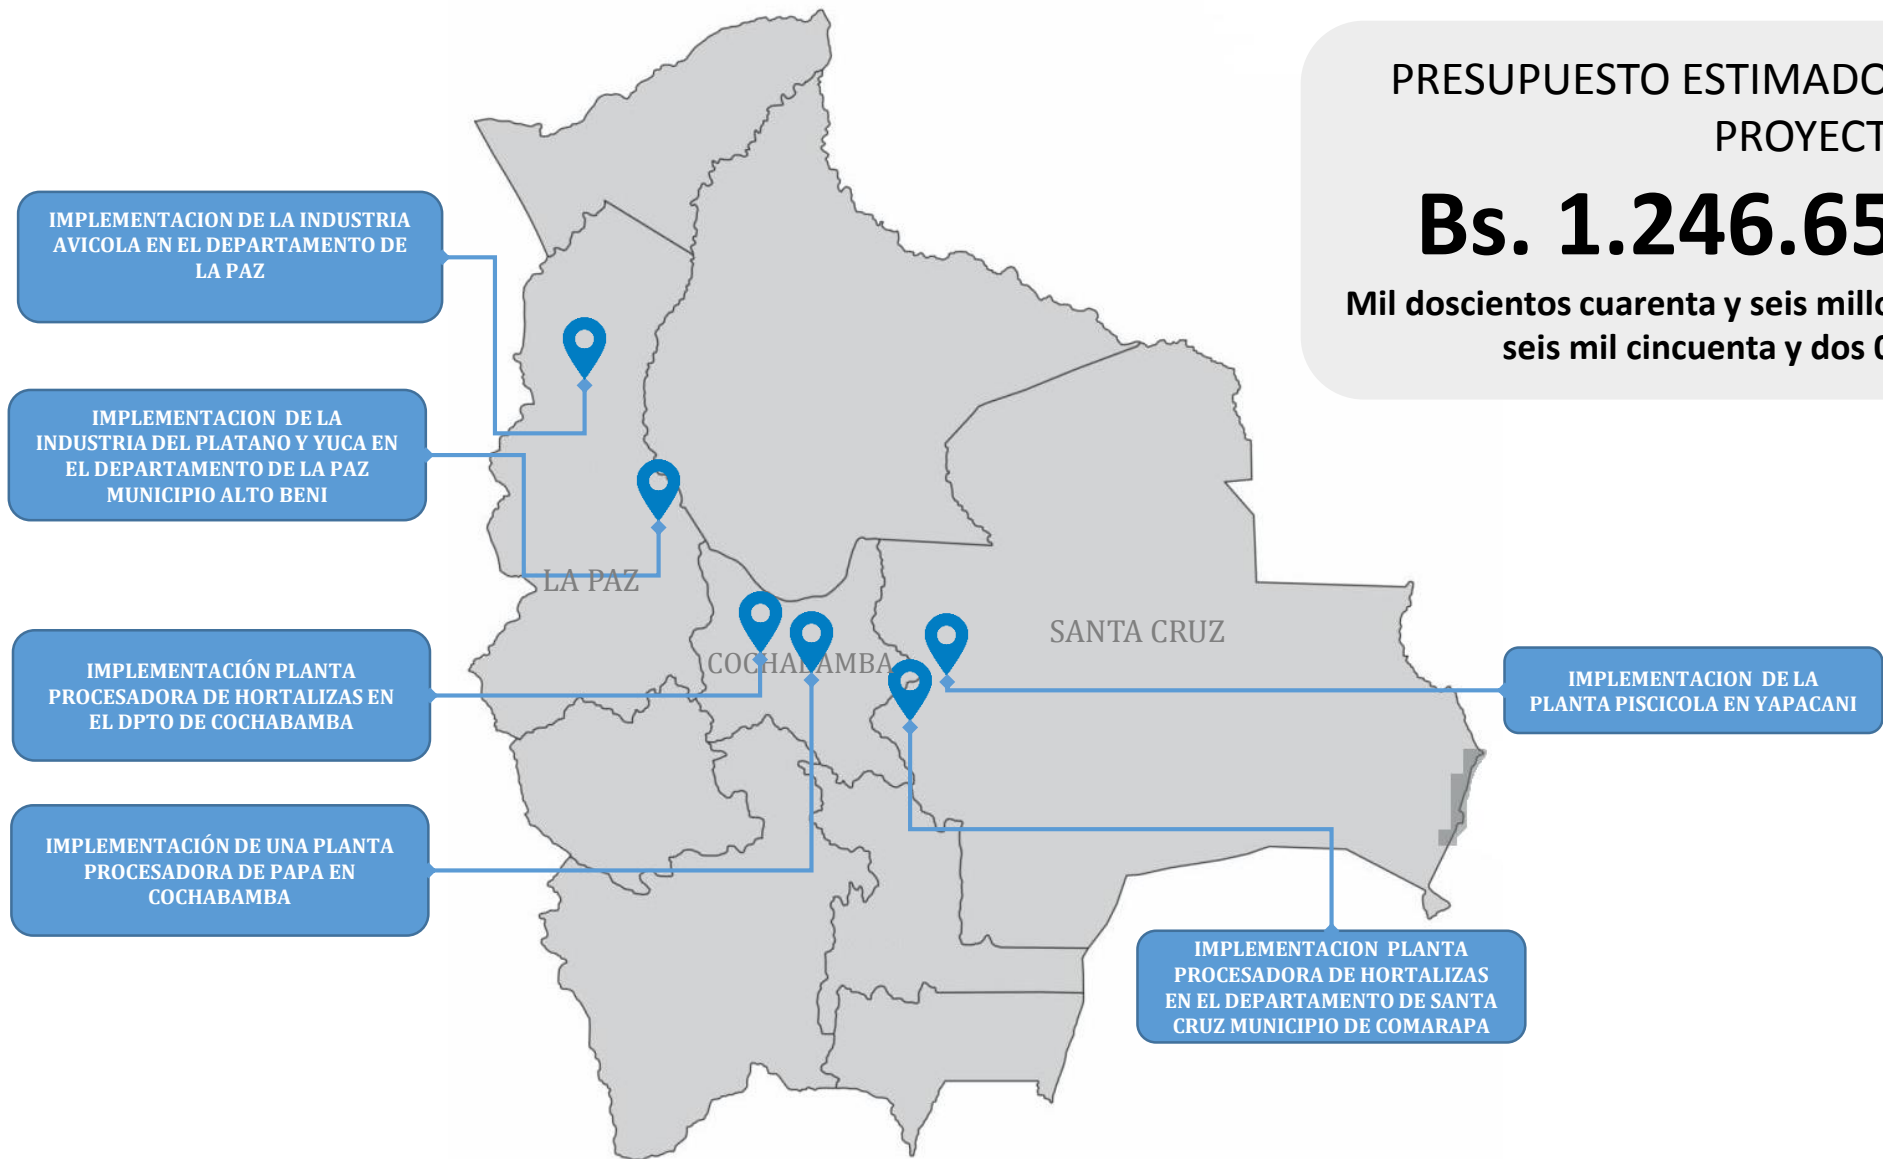 PRESUPUESTO ESTIMADO
PROYECT
Bs. 1.246.65
Mil doscientos cuarenta y seis millo
seis mil cincuenta y dos 0
IMPLEMENTACION DE LA INDUSTRIA
AVICOLA EN EL DEPARTAMENTO DE
LA PAZ
IMPLEMENTACION DE LA
INDUSTRIA DEL PLATANO Y YUCA EN
EL DEPARTAMENTO DE LA PAZ
MUNICIPIO ALTO BENI
LA PAZ
SANTA CRUZ
COCHABAMBA
IMPLEMENTACIÓN PLANTA
PROCESADORA DE HORTALIZAS EN
EL DPTO DE COCHABAMBA
IMPLEMENTACION DE LA
PLANTA PISCICOLA EN YAPACANI
IMPLEMENTACIÓN DE UNA PLANTA
PROCESADORA DE PAPA EN
COCHABAMBA
IMPLEMENTACION PLANTA
PROCESADORA DE HORTALIZAS
EN EL DEPARTAMENTO DE SANTA
CRUZ MUNICIPIO DE COMARAPA